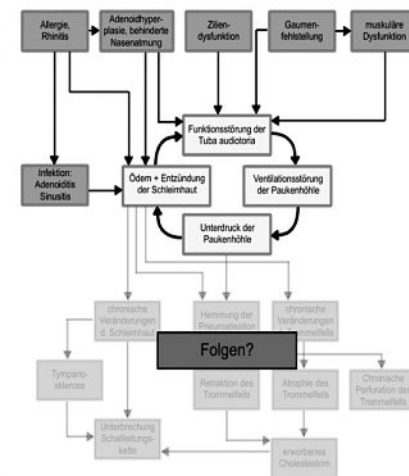 Allergie,
Rhinitis
Adenoidhyper-
plasie, behinderte
Nasenatmung
Zilien-
dysfunktion
Gaumen-
fehlstellung
muskuläre
Dysfunktion
Funktionsstörung der
Tuba audiotoria
Infektion:
Adenoiditis
Sinusitis
Ödem + Entzündung
der Schleimhaut
Ventilationsstörung
der Paukenhöhle
Unterdruck der
Paukenhöhle
chronische
Veränderungen
d. Schleimhaut
Hemmung der
Pneumatisation
chronische
Veränderungen
Trommelfells
Folgen?
Tympano-
sklerose
Retraktion des
Trommelfells
Atrophie des
Trommelfells
Chronische
Perforation des
Trommelfells
Unterbrechung
Schallleitungs-
kette
erworbenes
Cholesteatom